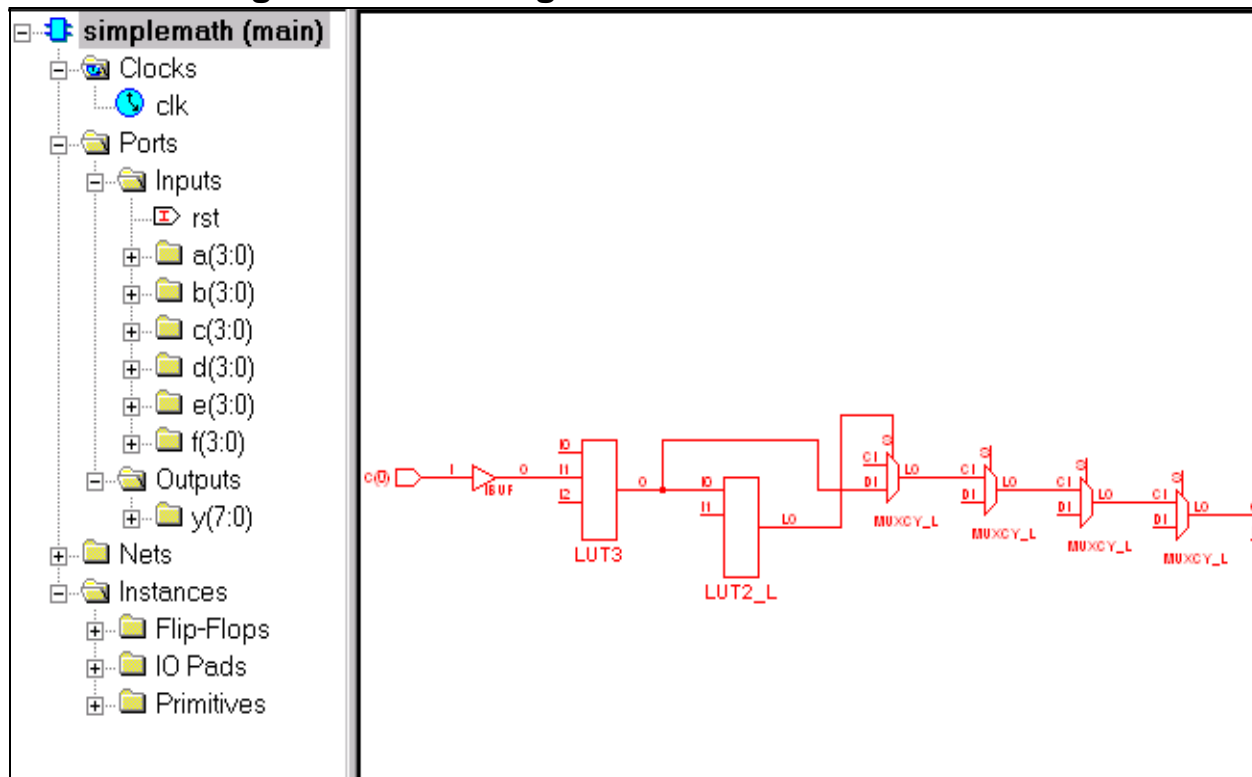 simplemath (main)
Clocks
clk
Ports
Inputs
rst
a(3:0)
b(3:0)
c(3:0)
d(3:0)
e(3:0)
f(3:0)
Outputs
y(7:0)
Nets
Instances
Flip-Flops
IO Pads
Primitives
c(0)
I
O
IBUF
I0
I1
I2
O
LUT3
I0
I1
LO
LUT2_L
S
CI
DI
LO
MUXCY_L
S
CI
DI
LO
MUXCY_L
S
CI
DI
LO
MUXCY_L
S
CI
DI
LO
MUXCY_L